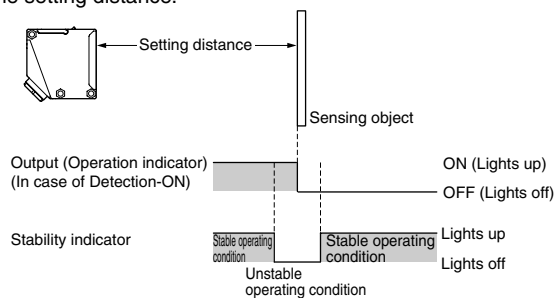 Setting distance
Sensing object
Output (Operation indicator)
(In case of Detection-ON)
ON (Lights up)
OFF (Lights off)
Stability indicator
Stable operating
condition
Stable operating
condition
Lights up
Lights off
Unstable
operating condition